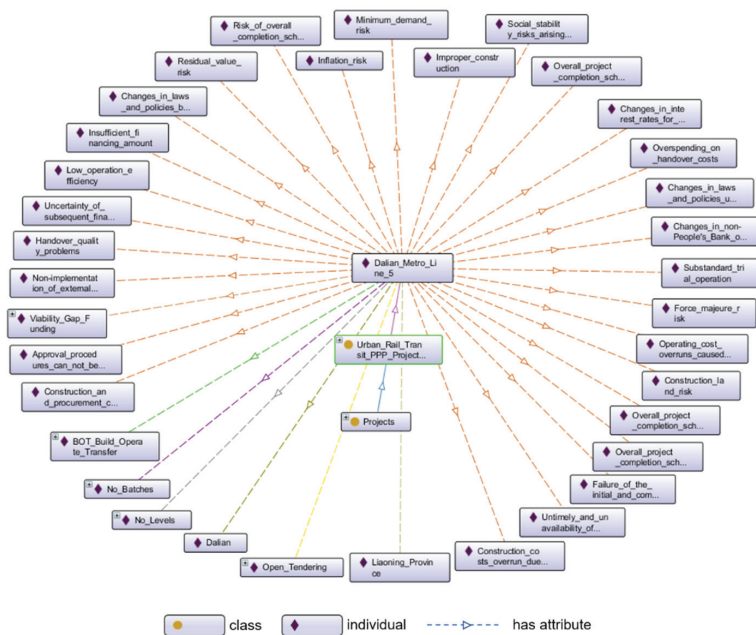 Risk_of_overall
_completion_sch...
Minimum_demand_
risk
Social_stabilit
y_risks_arising...
Residual_value_
risk
Inflation_risk
Improper_const
ruction
Overall_project
_completion_sch...
Changes_in_laws
_and_policies_b...
Changes_in_inte
rest_rates_for_...
Insufficient_fi
nancing_amount
Overspending_on
_handover_costs
Low_operation_e
fficiency
Changes_in_laws
_and_policies_u...
Uncertainty_of_
subsequent_fina...
Changes_in_non-
People's_Bank_o...
Handover_qualit
y_problems
Dalian_Metro_Li
ne_5
Substandard_tri
al_operation
Non-implementat
ion_of_external...
Force_majeure_r
isk
Viability_Gap_F
unding
Urban_Rail_Tran
sit_PPP_Project...
Operating_cost_
overruns_caused...
Approval_proced
ures_can_not_be...
Construction_la
nd_risk
Construction_an
d_procurement_c...
Projects
Overall_project
_completion_sch...
BOT_Build_Opera
te_Transfer
Overall_project
_completion_sch...
No_Batches
Failure_of_the_
initial_and_com...
No_Levels
Untimely_and_un
availability_of...
Dalian
Open_Tendering
Liaoning_Provin
ce
Construction_co
sts_overrun_due...
class
individual
has attribute